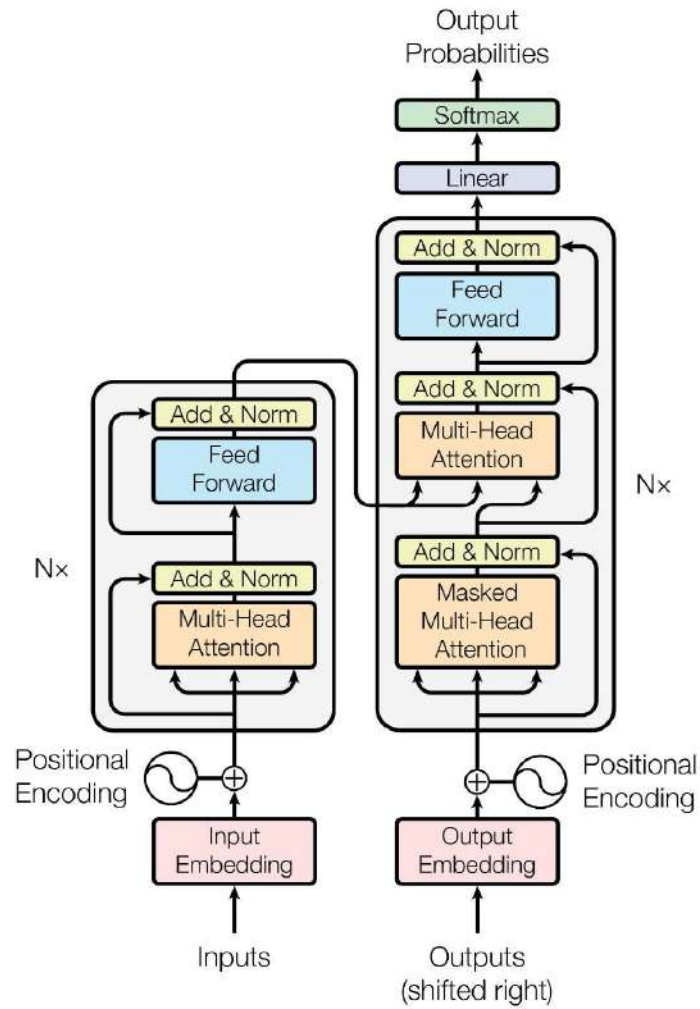 Output
Probabilities
Softmax
Linear
Add & Norm
Feed
Forward
Add & Norm
Multi-Head
Attention
Nx
Add & Norm
Masked
Multi-Head
Attention
Add & Norm
Feed
Forward
Nx
Add & Norm
Multi-Head
Attention
Positional
Encoding
Positional
Encoding
Input
Embedding
Output
Embedding
Inputs
Outputs
(shifted right)